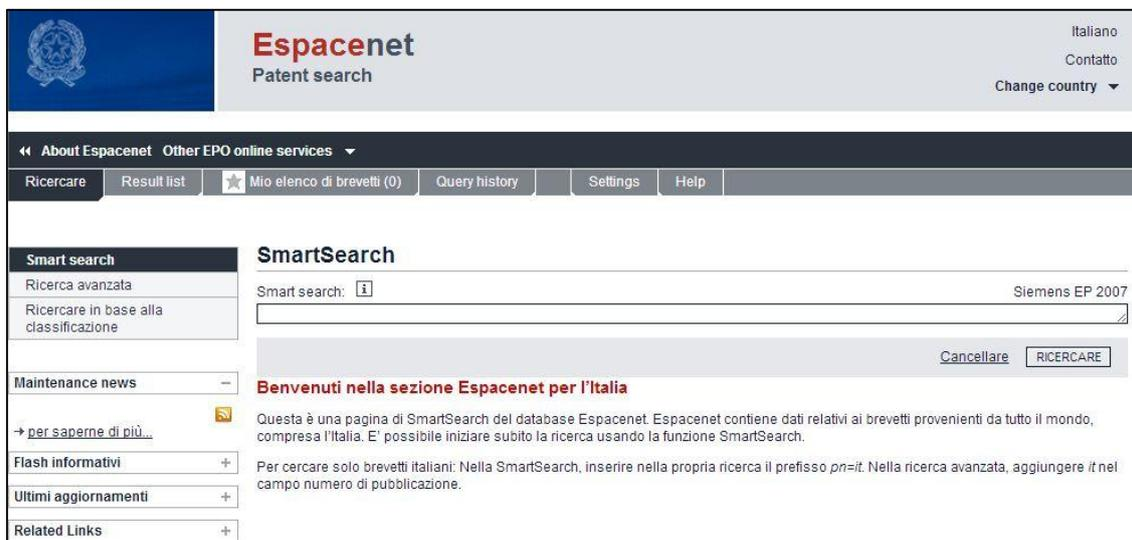 Espacenet
Patent search
Italiano
Contatto
Change country
About Espacenet Other EPO online services
Ricercare Result list Mio elenco di brevetti (0) Query history Settings Help
Smart search
Ricerca avanzata
Ricercare in base alla
classificazione
Maintenance news
→ per saperne di più...
Flash informativi
Ultimi aggiornamenti
Related Links
SmartSearch
Smart search: i Siemens EP 2007
Cancellare RICERCARE
Benvenuti nella sezione Espacenet per l'Italia
Questa è una pagina di SmartSearch del database Espacenet. Espacenet contiene dati relativi ai brevetti provenienti da tutto il mondo,
compresa l'Italia. E' possibile iniziare subito la ricerca usando la funzione SmartSearch.
Per cercare solo brevetti italiani: Nella SmartSearch, inserire nella propria ricerca il prefisso pn=it. Nella ricerca avanzata, aggiungere it nel
campo numero di pubblicazione.